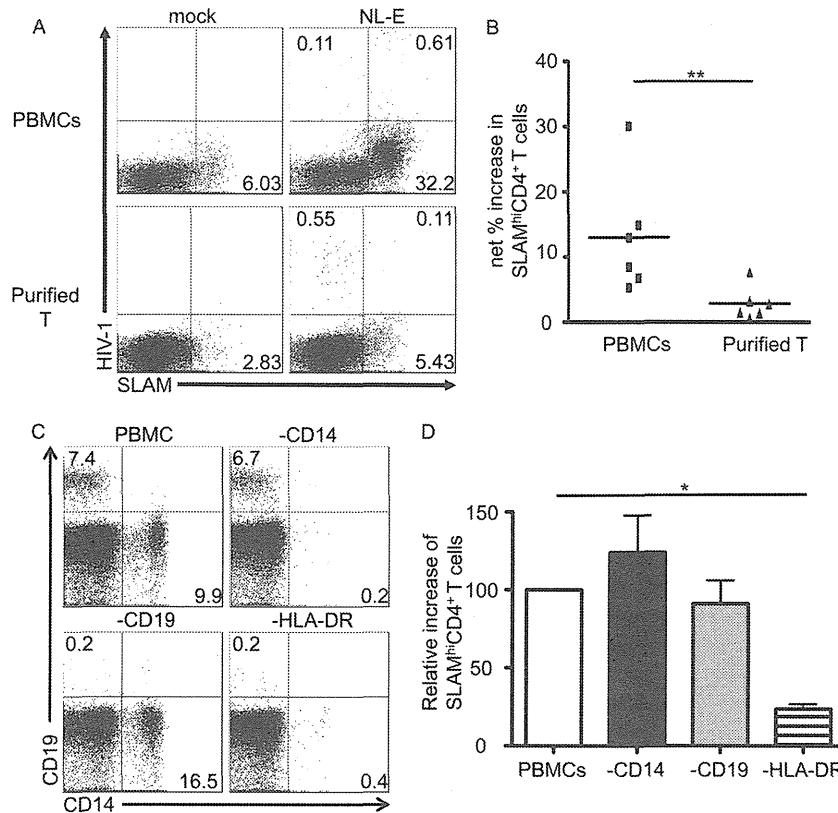 A
mock
NL-E
PBMCs
0.11
0.61
6.03
32.2
Purified
T
0.55
0.11
2.83
5.43
HIV-1
SLAM
B
net % increase in
SLAMhiCD4+ T cells
40
30
20
10
0
**
PBMCs
Purified T
C
PBMC
-CD14
7.4
6.7
9.9
0.2
-CD19
-HLA-DR
0.2
0.2
16.5
0.4
CD19
CD14
D
Relative increase of
SLAMhiCD4+ T cells
150
100
50
0
*
PBMCs
-CD14
-CD19
-HLA-DR